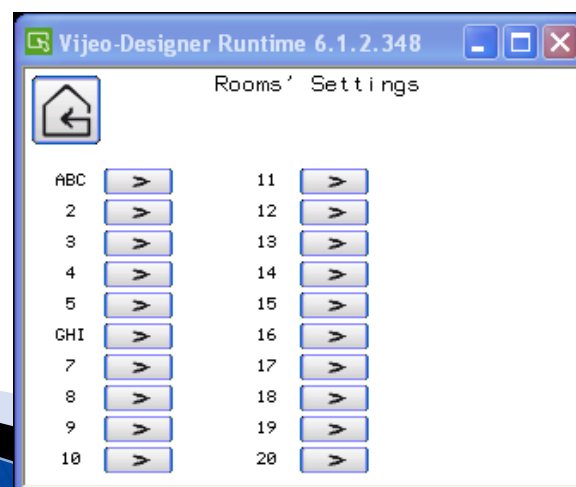 Vijeo-Designer Runtime 6.1.2.348
Rooms' Settings
ABC > 11 >
2 > 12 >
3 > 13 >
4 > 14 >
5 > 15 >
GHI > 16 >
7 > 17 >
8 > 18 >
9 > 19 >
10 > 20 >